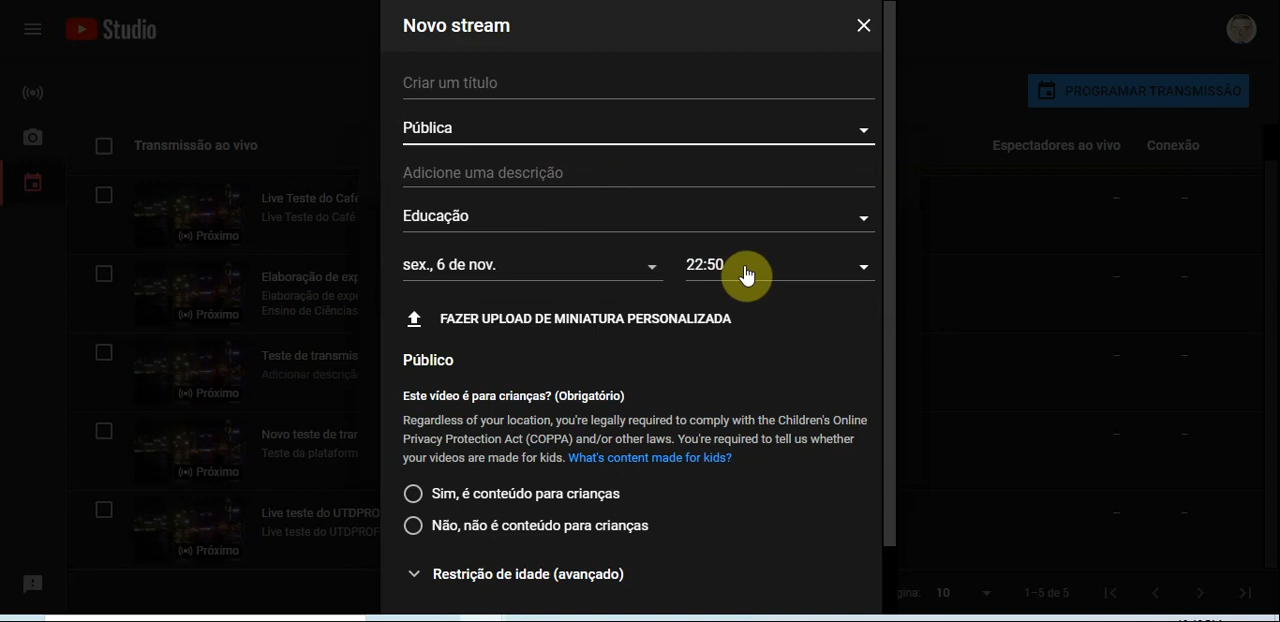 Studio
Novo stream
Criar um título
PROGRAMAR TRANSMISSÃO
Pública
Transmissão ao vivo
Espectadores ao vivo
Conexão
Adicione uma descrição
Live Teste do Café
Live Teste do Café
Próximo
Educação
sex., 6 de nov.
22:50
Elaboração de exp
Elaboração de expe
Ensino de Ciências
Próximo
FAZER UPLOAD DE MINIATURA PERSONALIZADA
Público
Teste de transmis
Adicionar descriçã
Próximo
Este vídeo é para crianças? (Obrigatório)
Regardless of your location, you're legally required to comply with the Children's Online
Privacy Protection Act (COPPA) and/or other laws. You're required to tell us whether
your videos are made for kids. What's content made for kids?
Novo teste de trar
Teste da plataform
Próximo
Sim, é conteúdo para crianças
Não, não é conteúdo para crianças
Live teste do UTDPRO
Live teste do UTDPROF
Próximo
Restrição de idade (avançado)
gina: 10
1–5 de 5